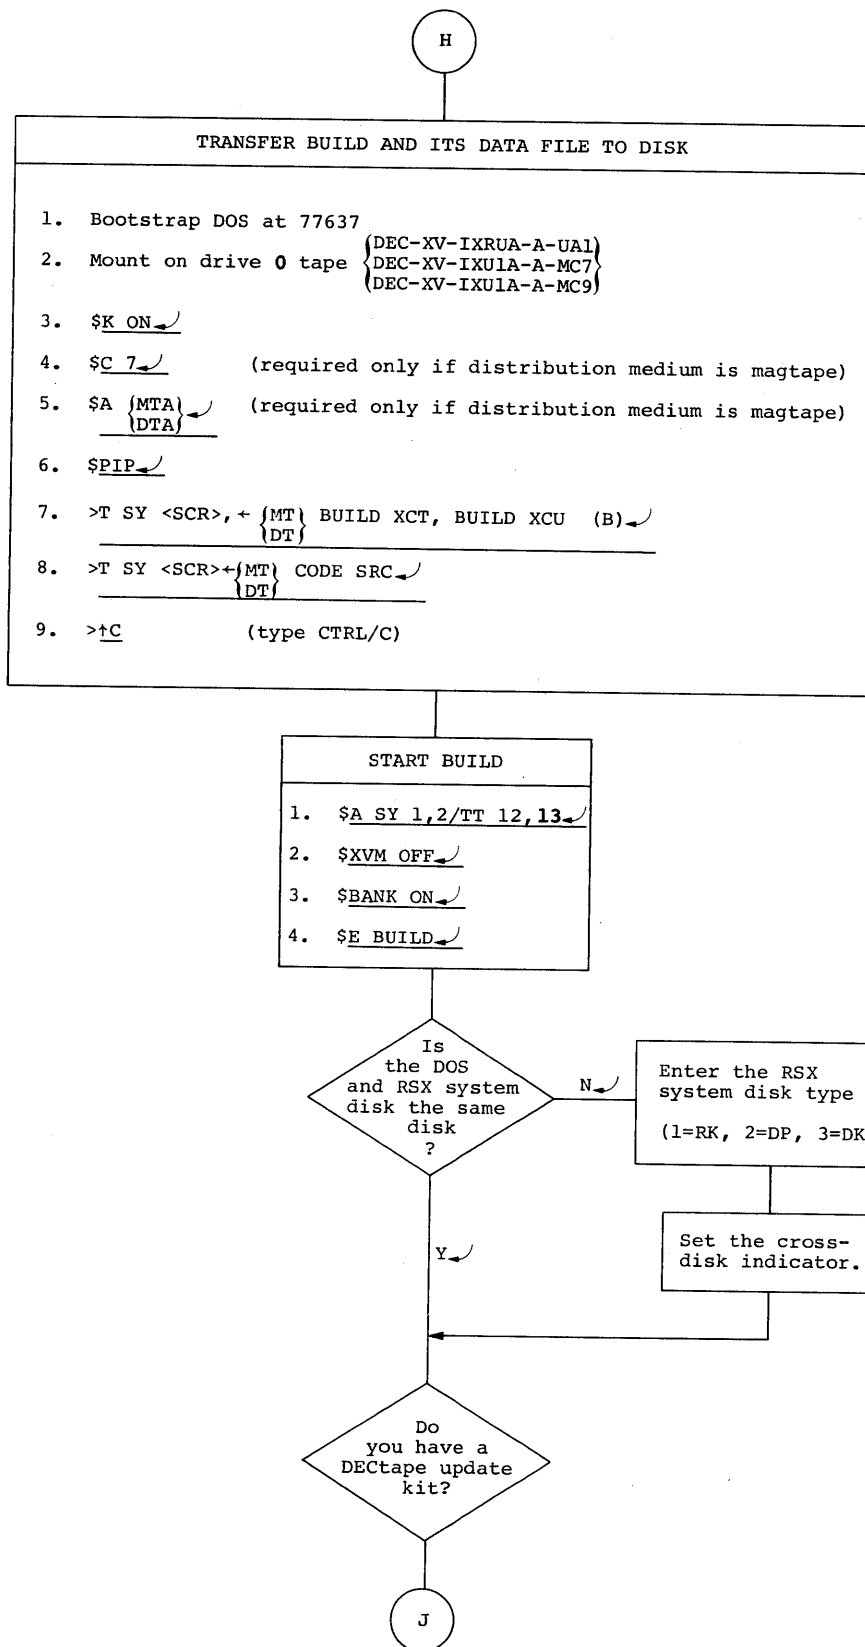 H
TRANSFER BUILD AND ITS DATA FILE TO DISK
1. Bootstrap DOS at 77637
2. Mount on drive 0 tape {DEC-XV-IXRUA-A-UA1}
{DEC-XV-IXU1A-A-MC7}
{DEC-XV-IXU1A-A-MC9}
3. $K ON
4. $C 7 (required only if distribution medium is magtape)
5. $A {MTA} (required only if distribution medium is magtape)
{DTA}
6. $PIP
7. >T SY <SCR>,← {MT} BUILD XCT, BUILD XCU (B)
{DT}
8. >T SY <SCR>←{MT} CODE SRC
{DT}
9. >↑C (type CTRL/C)
START BUILD
1. $A SY 1,2/TT 12,13
2. $XVM OFF
3. $BANK ON
4. $E BUILD
Is
the DOS
and RSX system
disk the same
disk
?
N
Enter the RSX
system disk type
(1=RK, 2=DP, 3=DK
Y
Set the cross-
disk indicator.
Do
you have a
DECtape update
kit?
J